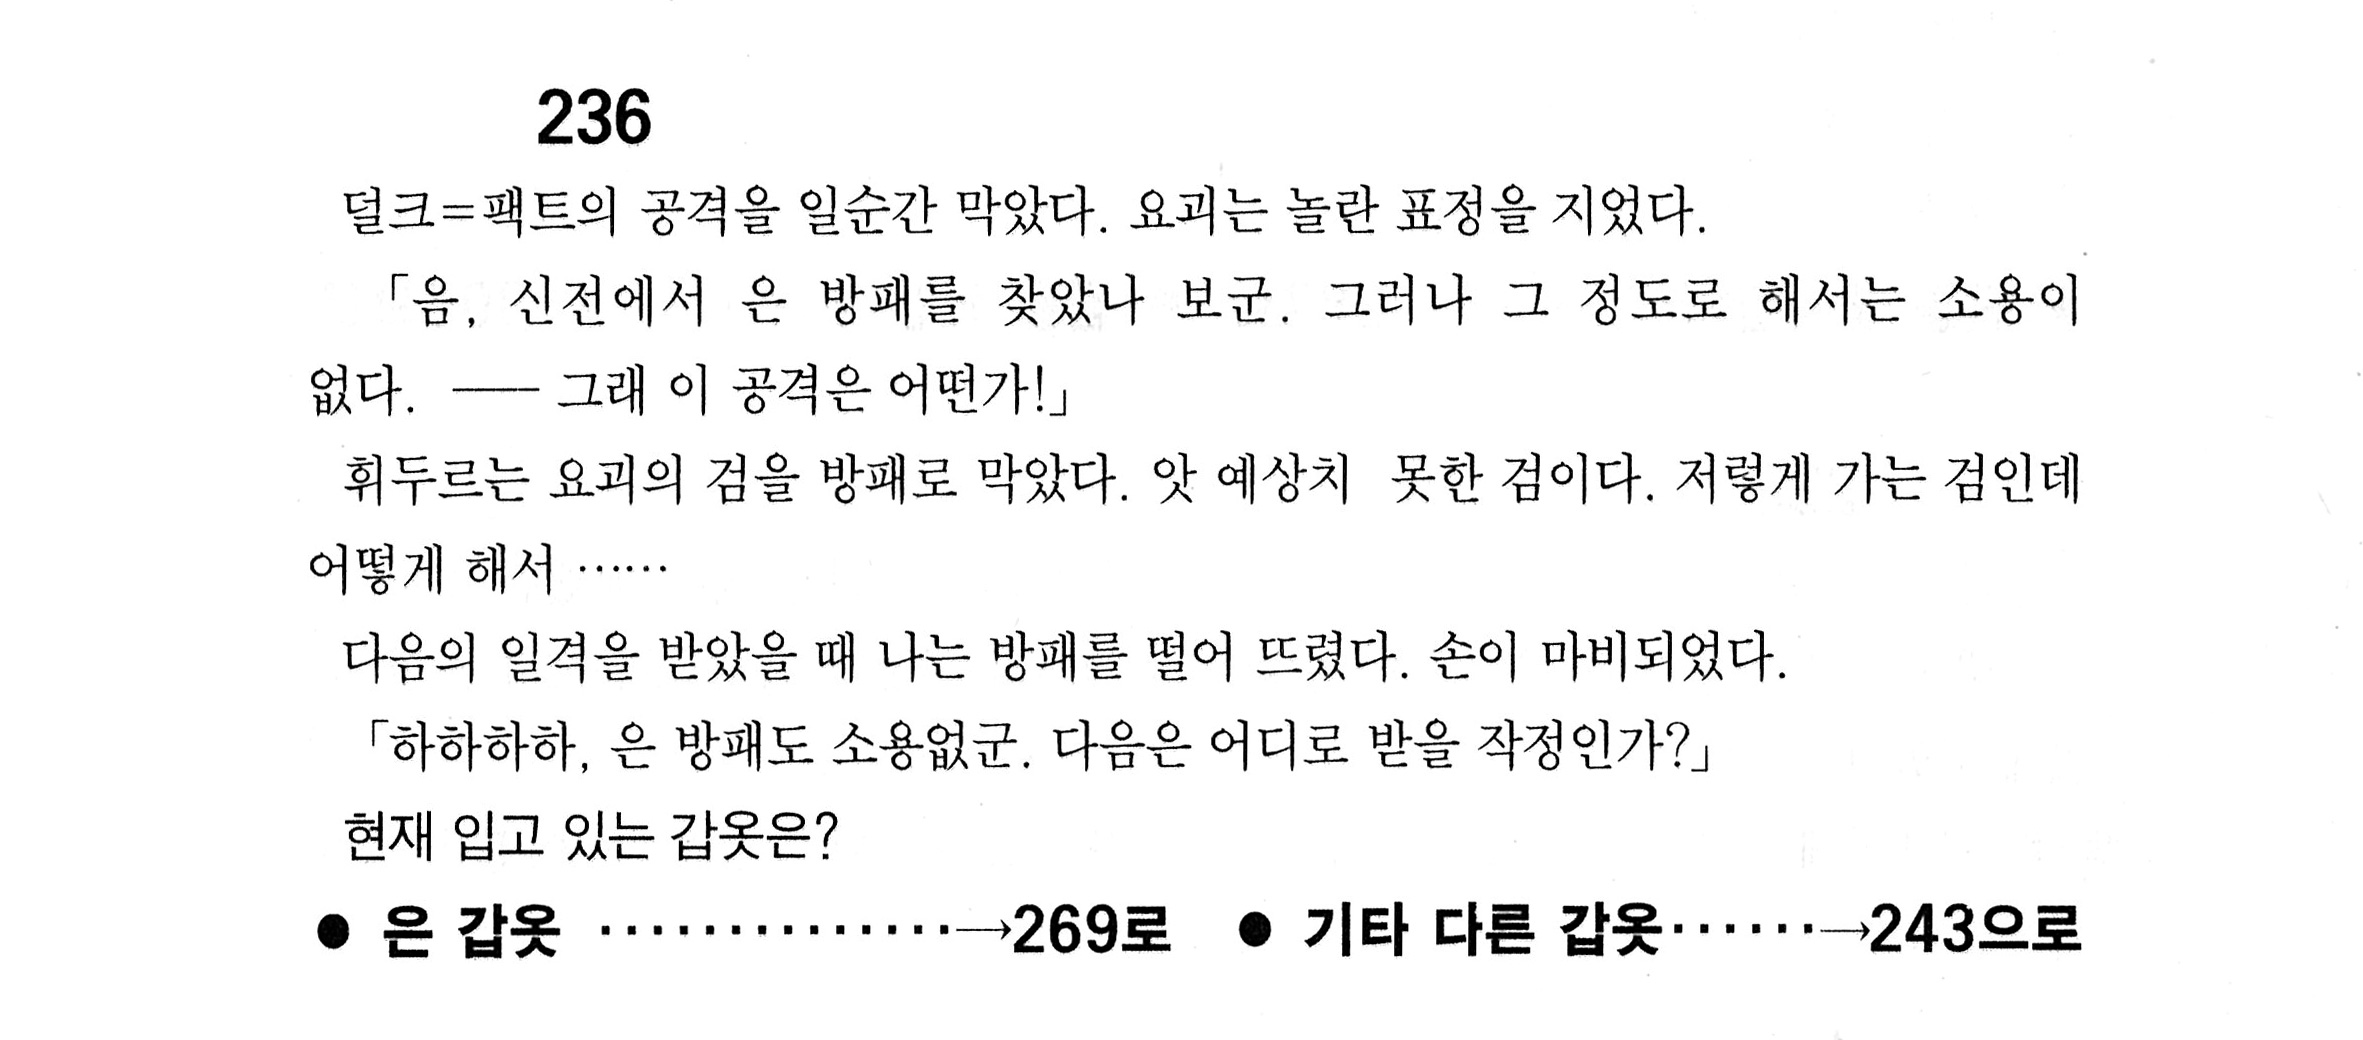 236
덜크=팩트의 공격을 일순간 막았다. 요괴는 놀란 표정을 지었다.
「음, 신전에서 은 방패를 찾았나 보군. 그러나 그 정도로 해서는 소용이
없다. ── 그래 이 공격은 어떤가!」
휘두르는 요괴의 검을 방패로 막았다. 앗 예상치 못한 검이다. 저렇게 가는 검인데
어떻게 해서 ……
다음의 일격을 받았을 때 나는 방패를 떨어 뜨렸다. 손이 마비되었다.
「하하하하, 은 방패도 소용없군. 다음은 어디로 받을 작정인가?」
현재 입고 있는 갑옷은?
● 은 갑옷 ··············→269로 ● 기타 다른 갑옷······→243으로